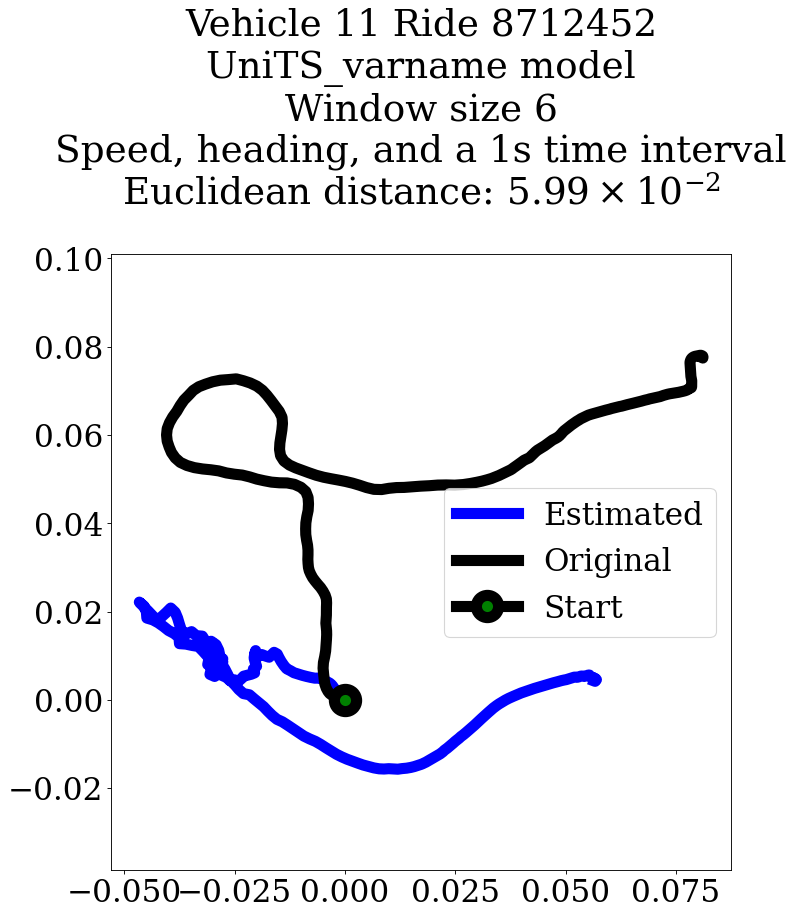 Vehicle 11 Ride 8712452
UniTS_varname model
Window size 6
Speed, heading, and a 1s time interval
Euclidean distance: 5.99 × 10⁻²
0.10
0.08
0.06
0.04
0.02
0.00
−0.02
Estimated
Original
Start
−0.050 −0.025 0.000 0.025 0.050 0.075